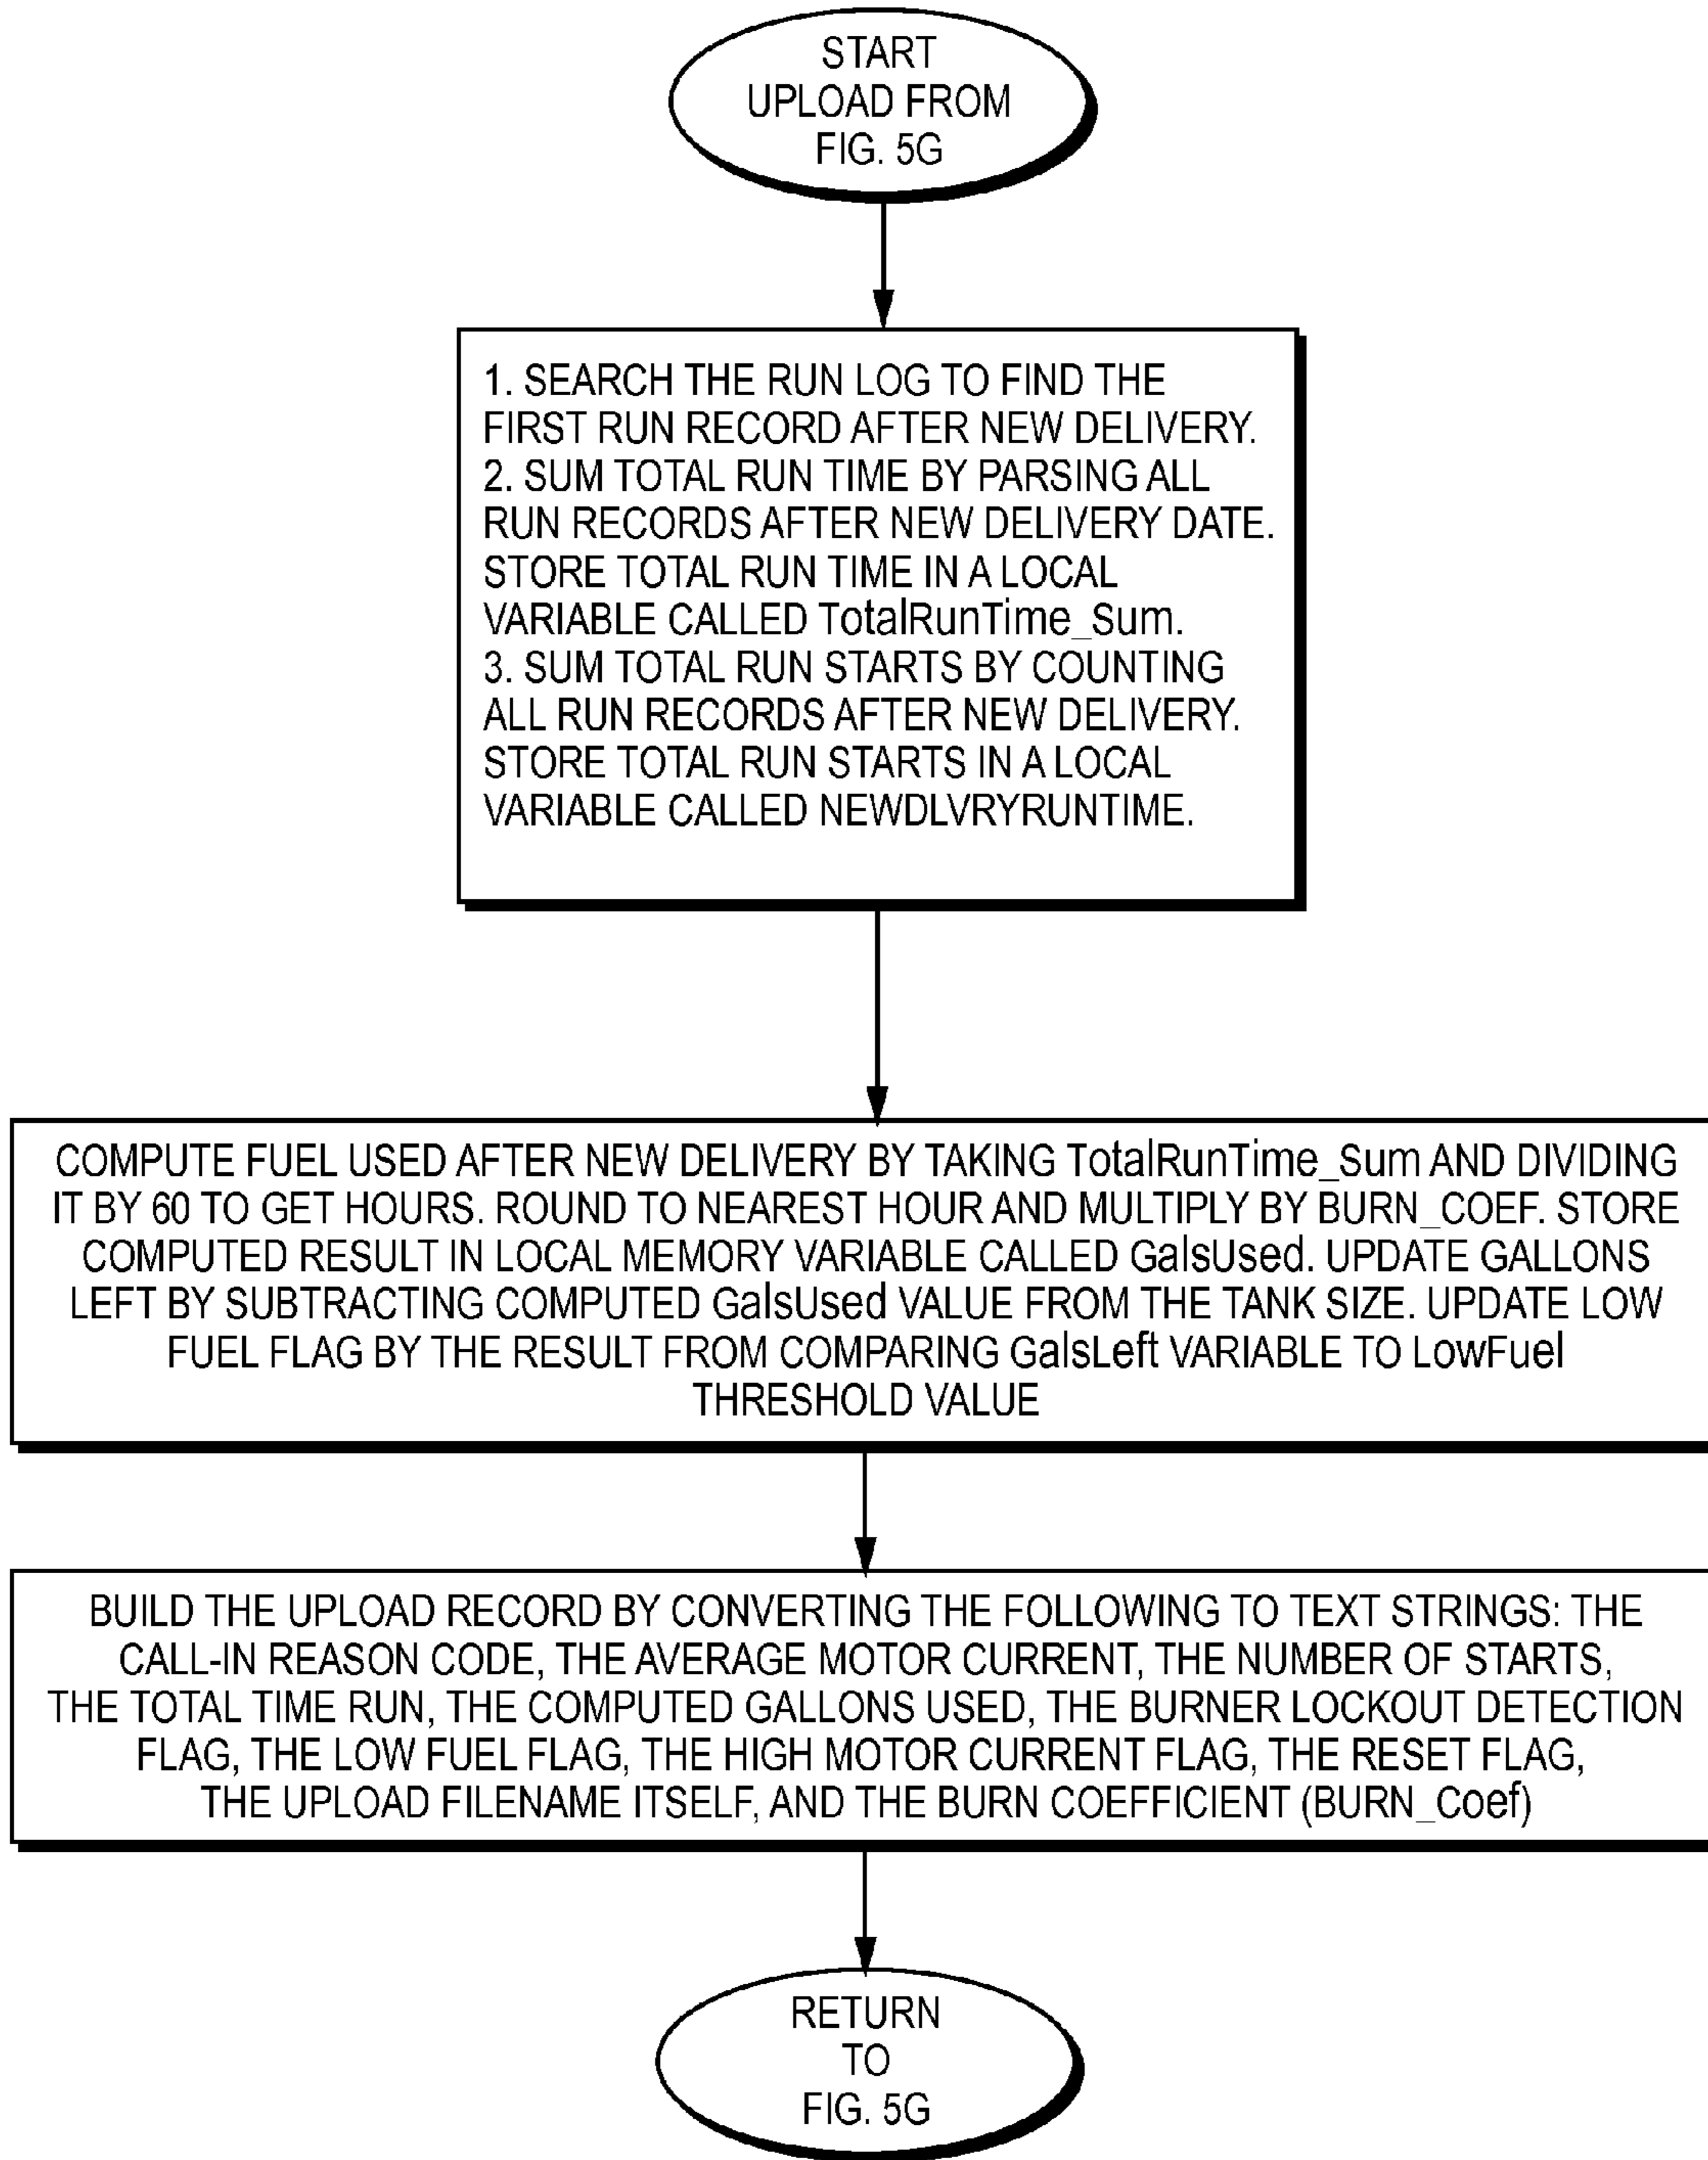 START
UPLOAD FROM
FIG. 5G
1. SEARCH THE RUN LOG TO FIND THE
FIRST RUN RECORD AFTER NEW DELIVERY.
2. SUM TOTAL RUN TIME BY PARSING ALL
RUN RECORDS AFTER NEW DELIVERY DATE.
STORE TOTAL RUN TIME IN A LOCAL
VARIABLE CALLED TotalRunTime_Sum.
3. SUM TOTAL RUN STARTS BY COUNTING
ALL RUN RECORDS AFTER NEW DELIVERY.
STORE TOTAL RUN STARTS IN A LOCAL
VARIABLE CALLED NEWDLVRYRUNTIME.
COMPUTE FUEL USED AFTER NEW DELIVERY BY TAKING TotalRunTime_Sum AND DIVIDING
IT BY 60 TO GET HOURS. ROUND TO NEAREST HOUR AND MULTIPLY BY BURN_COEF. STORE
COMPUTED RESULT IN LOCAL MEMORY VARIABLE CALLED GalsUsed. UPDATE GALLONS
LEFT BY SUBTRACTING COMPUTED GalsUsed VALUE FROM THE TANK SIZE. UPDATE LOW
FUEL FLAG BY THE RESULT FROM COMPARING GalsLeft VARIABLE TO LowFuel
THRESHOLD VALUE
BUILD THE UPLOAD RECORD BY CONVERTING THE FOLLOWING TO TEXT STRINGS: THE
CALL-IN REASON CODE, THE AVERAGE MOTOR CURRENT, THE NUMBER OF STARTS,
THE TOTAL TIME RUN, THE COMPUTED GALLONS USED, THE BURNER LOCKOUT DETECTION
FLAG, THE LOW FUEL FLAG, THE HIGH MOTOR CURRENT FLAG, THE RESET FLAG,
THE UPLOAD FILENAME ITSELF, AND THE BURN COEFFICIENT (BURN_Coef)
RETURN
TO
FIG. 5G